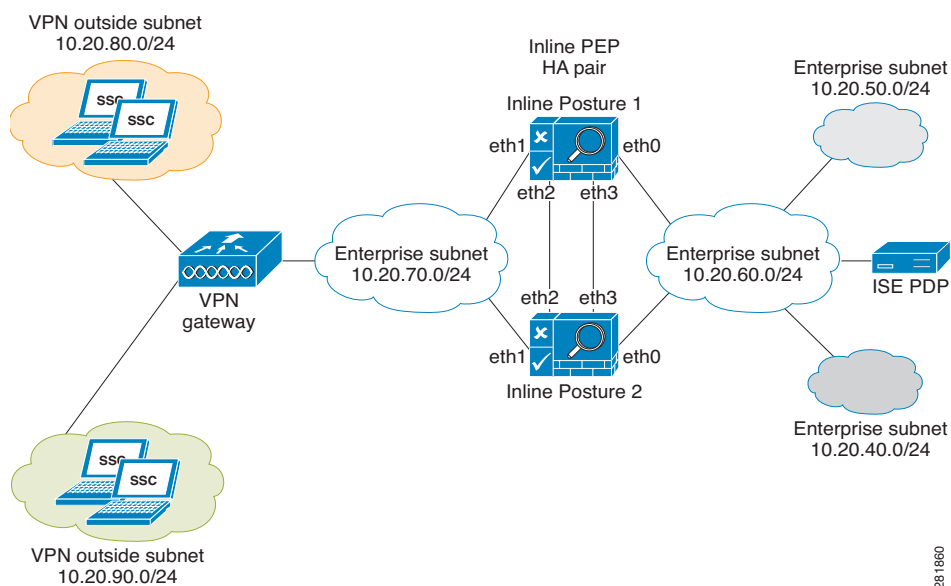 VPN outside subnet
10.20.80.0/24
SSC
SSC
Inline PEP
HA pair
Inline Posture 1
eth1
eth0
eth2
eth3
Enterprise subnet
10.20.50.0/24
VPN
gateway
Enterprise subnet
10.20.70.0/24
Enterprise subnet
10.20.60.0/24
ISE PDP
eth2
eth3
eth1
eth0
Inline Posture 2
Enterprise subnet
10.20.40.0/24
SSC
SSC
VPN outside subnet
10.20.90.0/24
281860